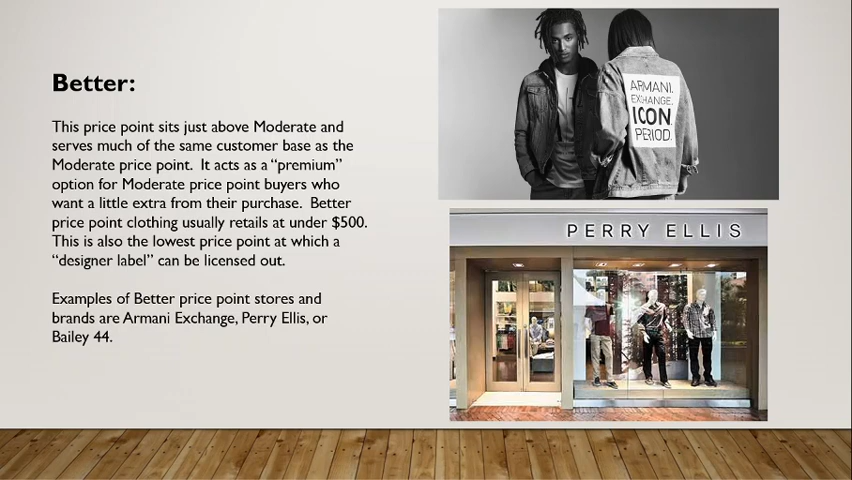 Better:
This price point sits just above Moderate and
serves much of the same customer base as the
Moderate price point.  It acts as a “premium”
option for Moderate price point buyers who
want a little extra from their purchase.  Better
price point clothing usually retails at under $500.
This is also the lowest price point at which a
“designer label” can be licensed out.
Examples of Better price point stores and
brands are Armani Exchange, Perry Ellis, or
Bailey 44.
ARMANI.
EXCHANGE.
ICON.
PERIOD.
PERRY ELLIS